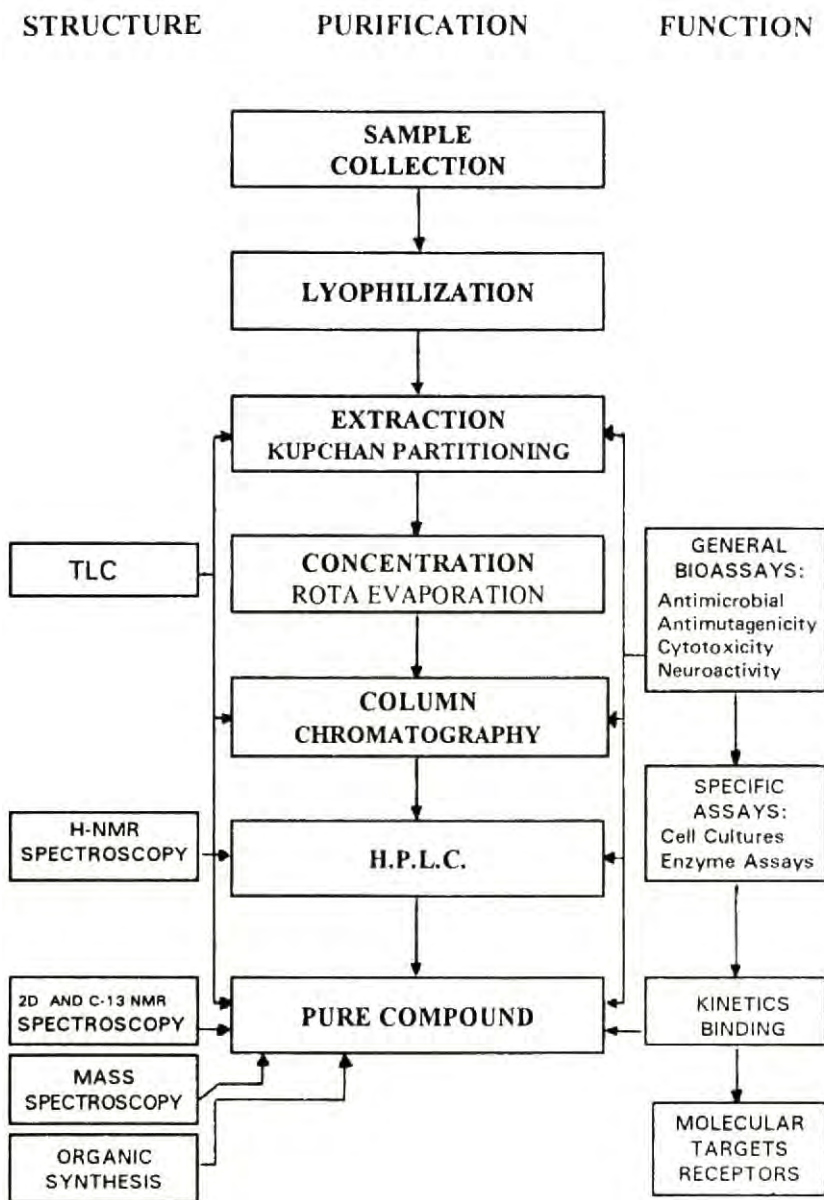 STRUCTURE PURIFICATION FUNCTION
SAMPLE
COLLECTION
LYOPHILIZATION
EXTRACTION
KUPCHAN PARTITIONING
TLC
CONCENTRATION
ROTA EVAPORATION
GENERAL
BIOASSAYS:
Antimicrobial
Antimutagenicity
Cytotoxicity
Neuroactivity
COLUMN
CHROMATOGRAPHY
H-NMR
SPECTROSCOPY
H.P.L.C.
SPECIFIC
ASSAYS:
Cell Cultures
Enzyme Assays
2D AND C-13 NMR
SPECTROSCOPY
PURE COMPOUND
KINETICS
BINDING
MASS
SPECTROSCOPY
ORGANIC
SYNTHESIS
MOLECULAR
TARGETS
RECEPTORS